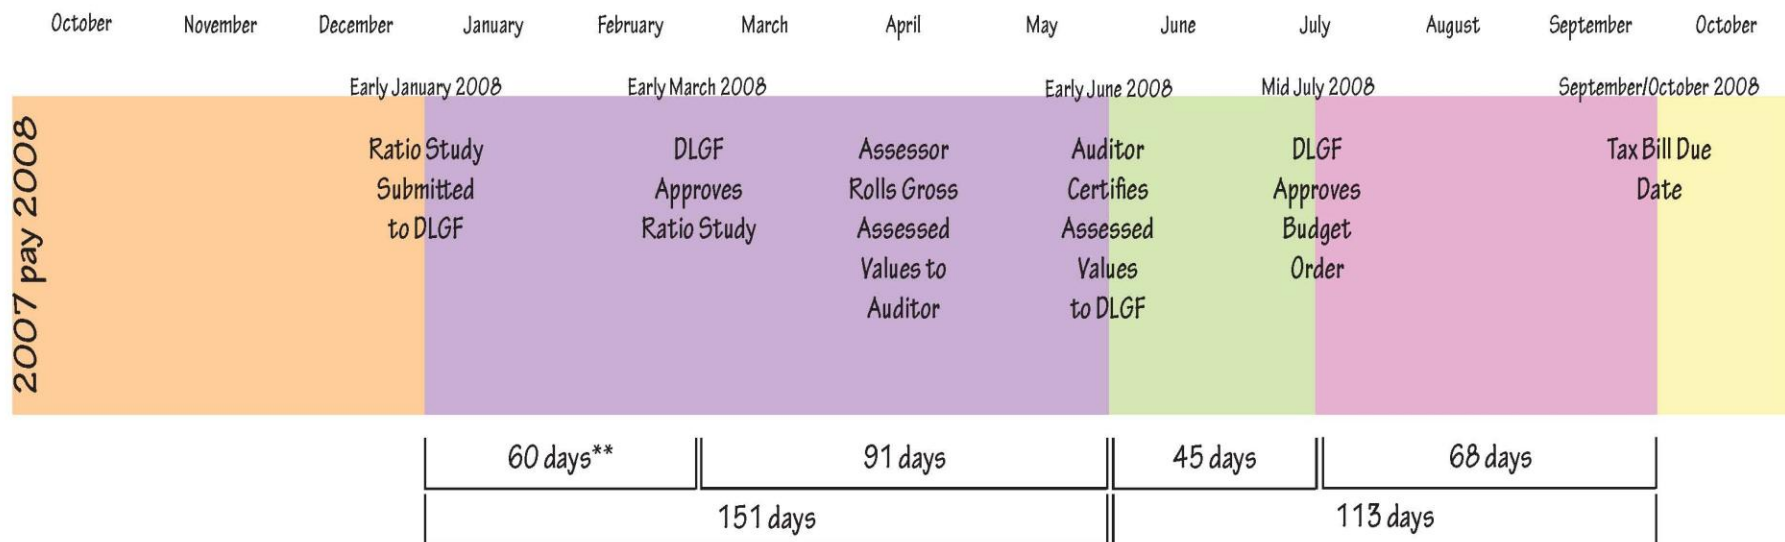 October November December January February March April May June July August September October
Early January 2008 Early March 2008 Early June 2008 Mid July 2008 September/October 2008
2007 pay 2008
Ratio Study
Submitted
to DLGF
DLGF
Approves
Ratio Study
Assessor
Rolls Gross
Assessed
Values to
Auditor
Auditor
Certifies
Assessed
Values
to DLGF
DLGF
Approves
Budget
Order
Tax Bill Due
Date
60 days** 91 days 45 days 68 days
151 days 113 days